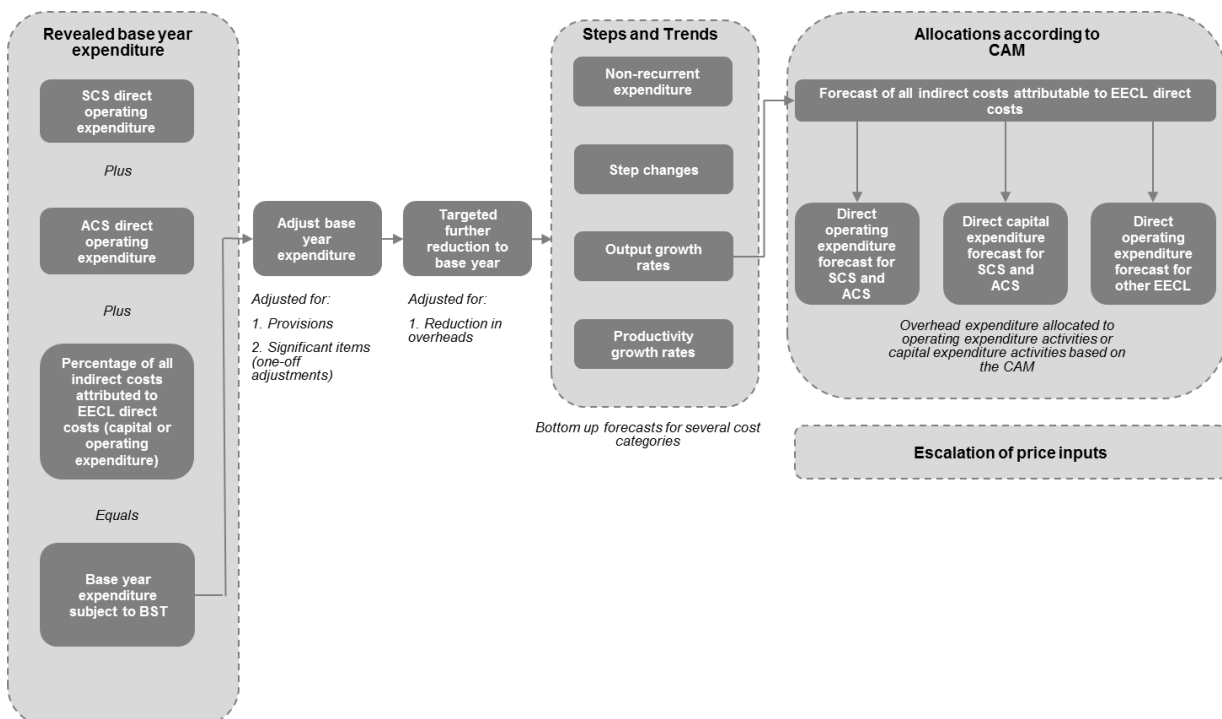 Revealed base year
expenditure
SCS direct
operating
expenditure
Plus
ACS direct
operating
expenditure
Plus
Percentage of all
indirect costs
attributed to
EECL direct
costs (capital or
operating
expenditure)
Equals
Base year
expenditure
subject to BST
Adjust base
year
expenditure
Adjusted for:
1. Provisions
2. Significant items
(one-off
adjustments)
Targeted
further
reduction to
base year
Adjusted for:
1. Reduction in
overheads
Steps and Trends
Non-recurrent
expenditure
Step changes
Output growth
rates
Productivity
growth rates
Bottom up forecasts for several cost
categories
Allocations according to
CAM
Forecast of all indirect costs attributable to EECL direct
costs
Direct
operating
expenditure
forecast for
SCS and
ACS
Direct capital
expenditure
forecast for
SCS and ACS
Direct
operating
expenditure
forecast for
other EECL
Overhead expenditure allocated to
operating expenditure activities or
capital expenditure activities based on
the CAM
Escalation of price inputs